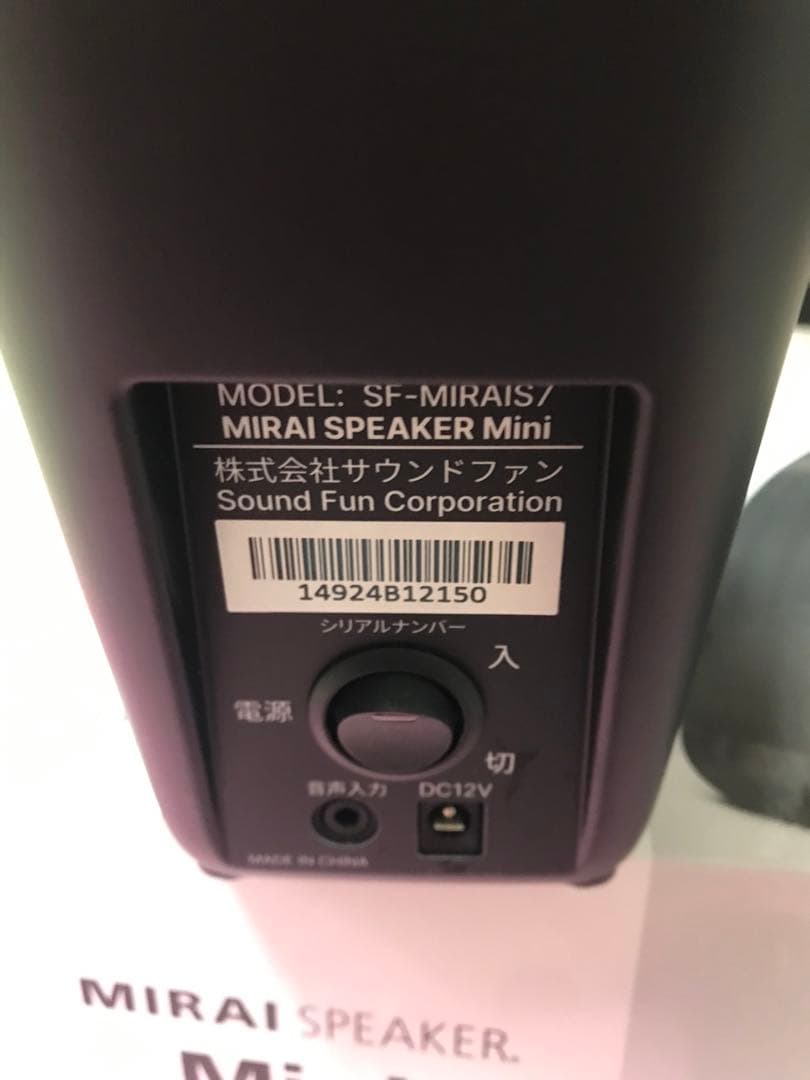 MODEL: SF-MIRAIS7
MIRAI SPEAKER Mini
株式会社サウンドファン
Sound Fun Corporation
14924B12150
シリアルナンバー
入
電源
切
音声入力 DC12V
MADE IN CHINA
MIRAI SPEAKER.